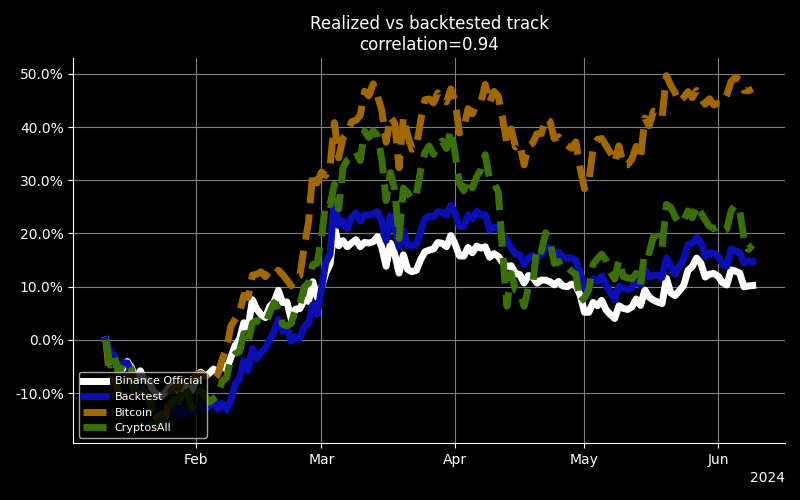 Realized vs backtested track
correlation=0.94
50.0%
40.0%
30.0%
20.0%
10.0%
0.0%
-10.0%
Binance Official
Backtest
Bitcoin
CryptosAll
Feb
Mar
Apr
May
Jun
2024